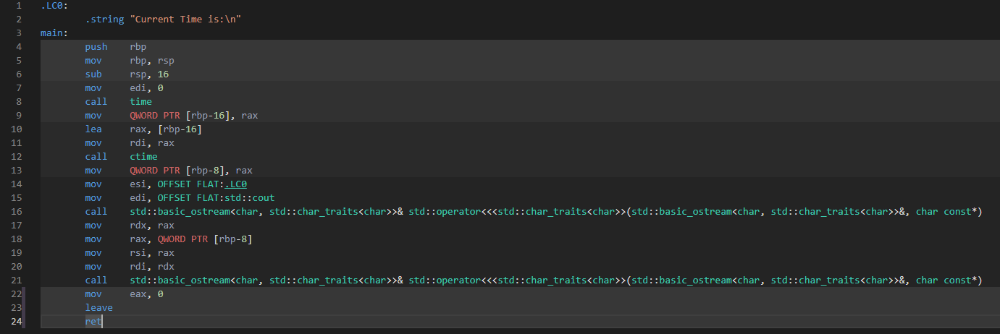 1 .LC0:
2 .string "Current Time is:\n"
3 main:
4 push rbp
5 mov rbp, rsp
6 sub rsp, 16
7 mov edi, 0
8 call time
9 mov QWORD PTR [rbp-16], rax
10 lea rax, [rbp-16]
11 mov rdi, rax
12 call ctime
13 mov QWORD PTR [rbp-8], rax
14 mov esi, OFFSET FLAT:.LC0
15 mov edi, OFFSET FLAT:std::cout
16 call std::basic_ostream<char, std::char_traits<char>>& std::operator<<<std::char_traits<char>>(std::basic_ostream<char, std::char_traits<char>>&, char const*)
17 mov rdx, rax
18 mov rax, QWORD PTR [rbp-8]
19 mov rsi, rax
20 mov rdi, rdx
21 call std::basic_ostream<char, std::char_traits<char>>& std::operator<<<std::char_traits<char>>(std::basic_ostream<char, std::char_traits<char>>&, char const*)
22 mov eax, 0
23 leave
24 ret